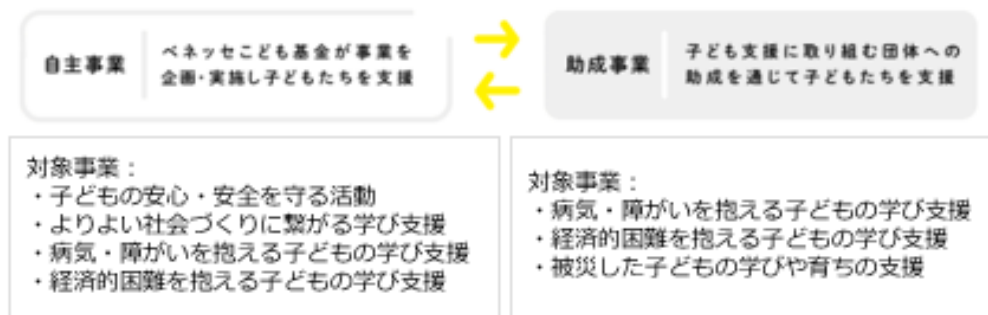 自主事業
ベネッセこども基金が事業を
企画・実施し子どもたちを支援
助成事業
子ども支援に取り組む団体への
助成を通じて子どもたちを支援
対象事業：
・子どもの安心・安全を守る活動
・よりよい社会づくりに繋がる学び支援
・病気・障がいを抱える子どもの学び支援
・経済的困難を抱える子どもの学び支援
対象事業：
・病気・障がいを抱える子どもの学び支援
・経済的困難を抱える子どもの学び支援
・被災した子どもの学びや育ちの支援